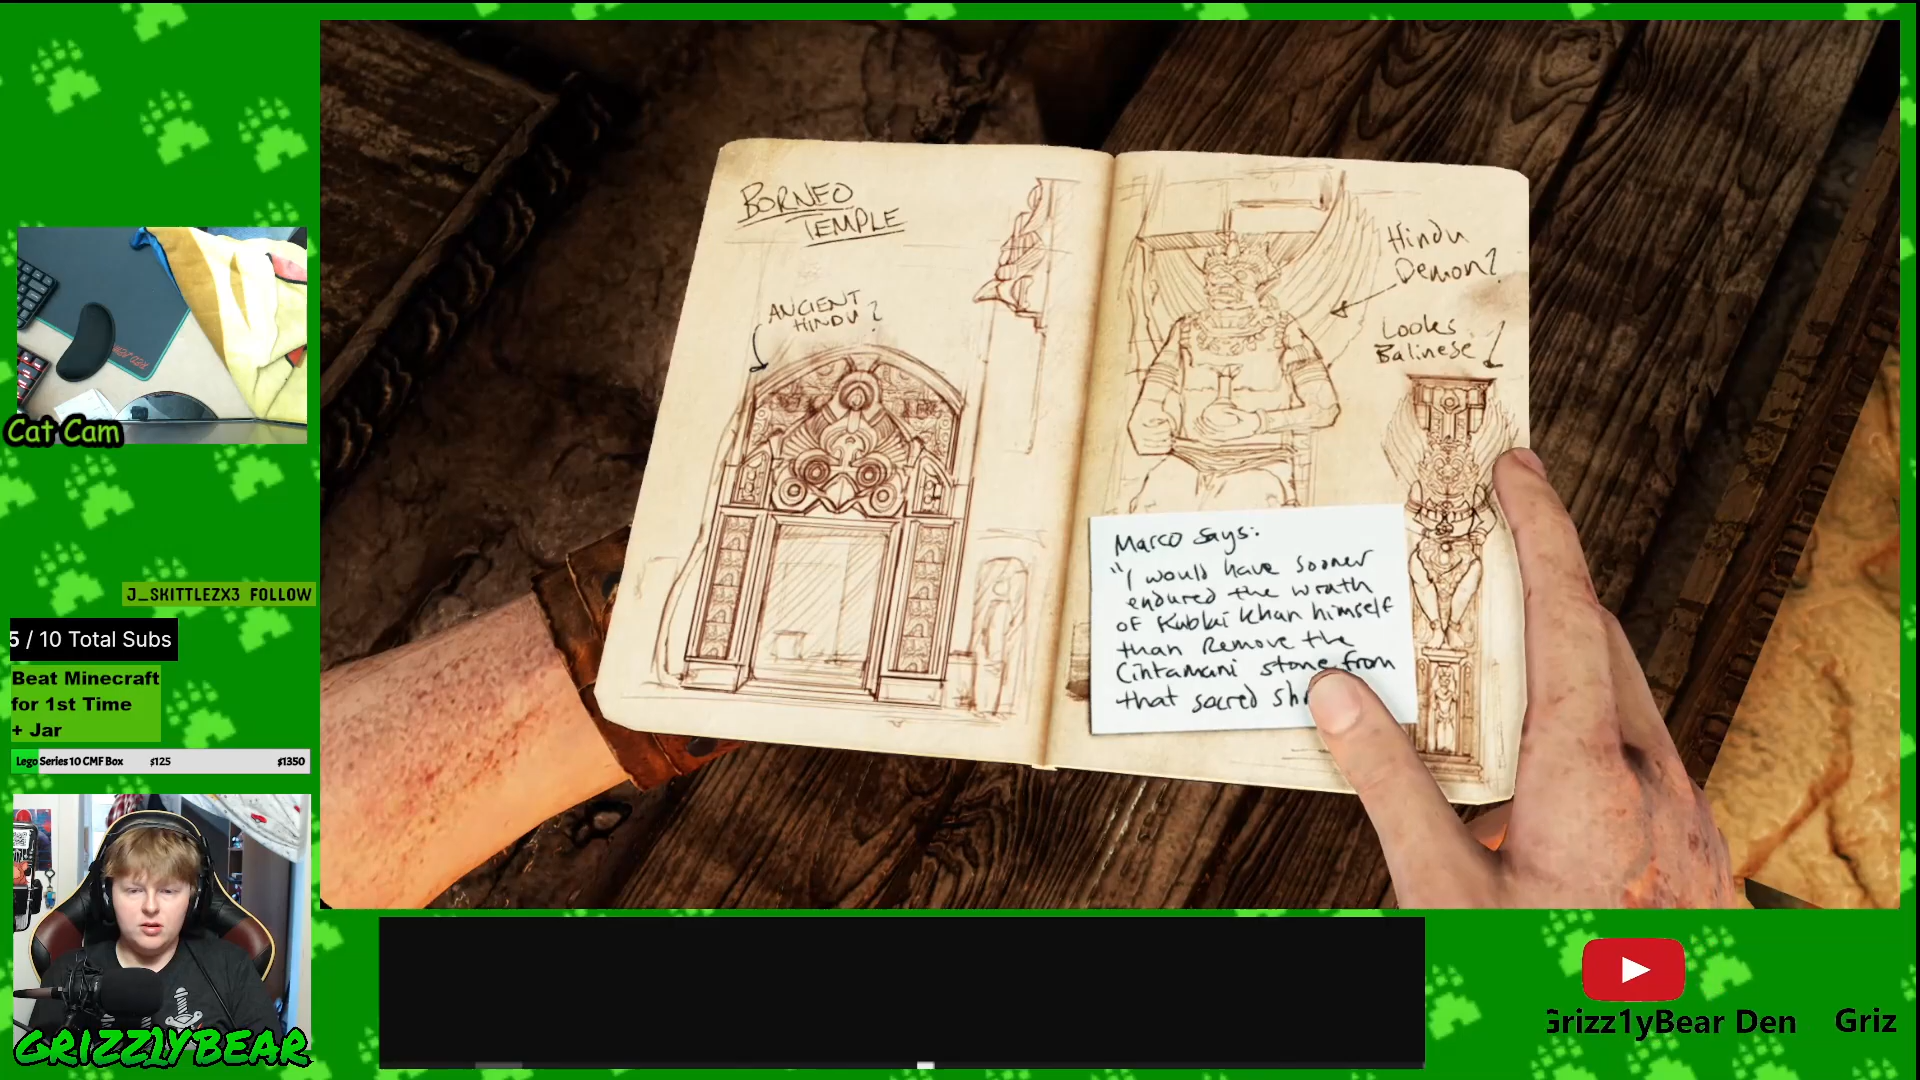 BORNEO
TEMPLE
ANCIENT
HINDU?
Hindu
Demon?
Looks
Balinese
Marco says:
"I would have sooner
endured the wrath
of Kublai Khan himself
than Remove the
Cintamani stone from
that sacred
Cat Cam
J_SKITTLEZX3 FOLLOW
5 / 10 Total Subs
Beat Minecraft
for 1st Time
+ Jar
Lego Series 10 CMF Box $125 $1350
GRIZZ1YBEAR
Grizz1yBear Den Griz